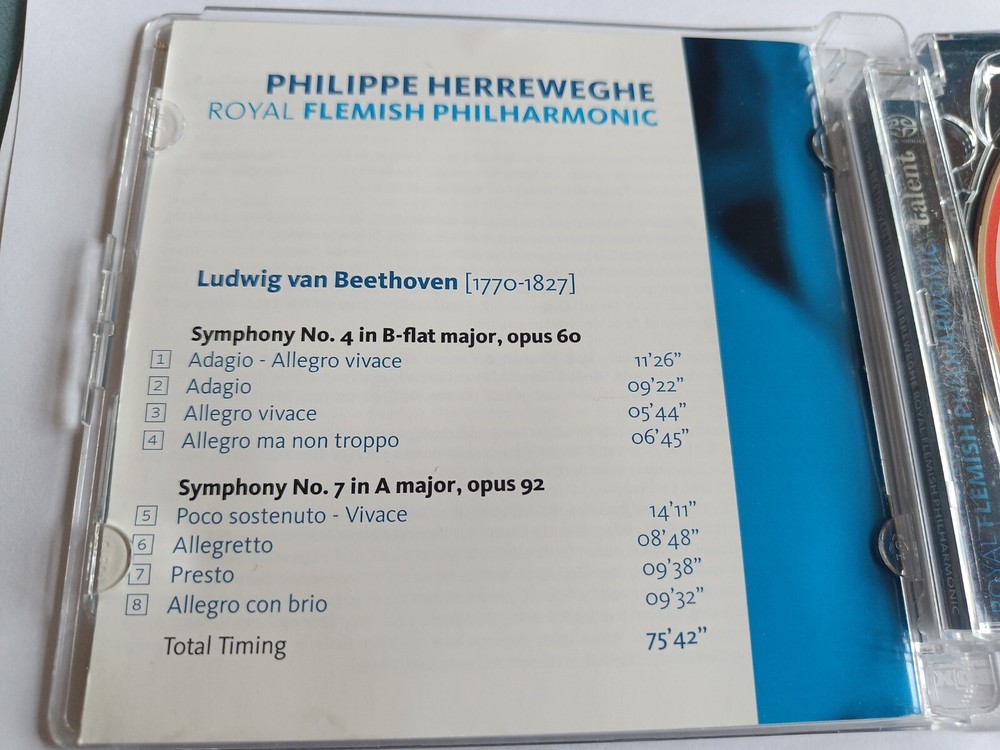 PHILIPPE HERREWEGHE
ROYAL FLEMISH PHILHARMONIC
Ludwig van Beethoven [1770-1827]
Symphony No. 4 in B-flat major, opus 60
1 Adagio - Allegro vivace 11'26”
2 Adagio 09'22”
3 Allegro vivace 05'44”
4 Allegro ma non troppo 06'45”
Symphony No. 7 in A major, opus 92
5 Poco sostenuto - Vivace 14'11”
6 Allegretto 08'48”
7 Presto 09'38”
8 Allegro con brio 09'32”
Total Timing 75'42”
talent
ROYAL FLEMISH PHILHARMONIC